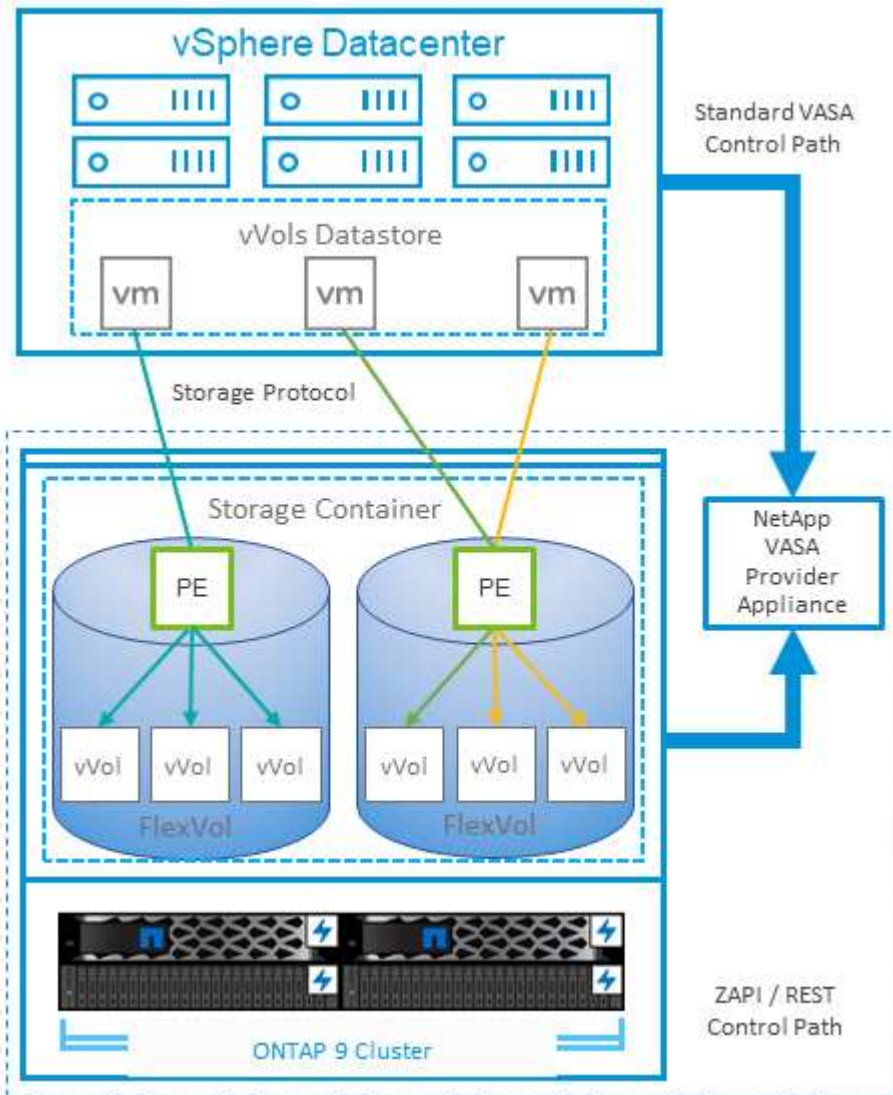 vSphere Datacenter
Standard VASA
Control Path
vVols Datastore
vm vm vm
Storage Protocol
Storage Container
NetApp
VASA
Provider
Appliance
PE PE
vVol vVol vVol vVol vVol vVol
FlexVol FlexVol
ZAPI / REST
Control Path
ONTAP 9 Cluster